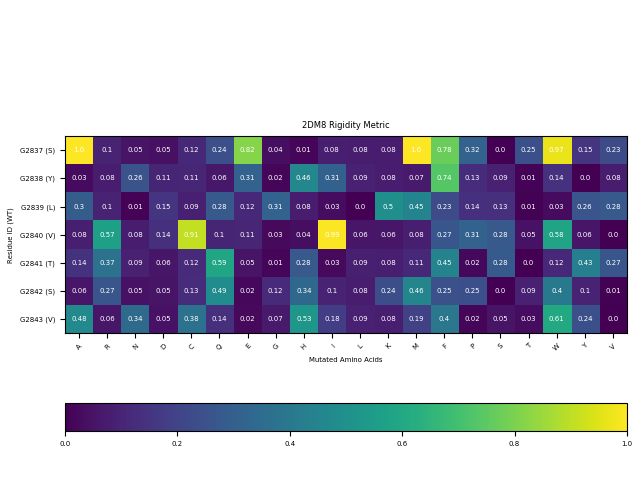 2DM8 Rigidity Metric
Residue ID (WT)
G2837 (S) 1.0 0.1 0.05 0.05 0.12 0.24 0.82 0.04 0.01 0.08 0.08 0.08 1.0 0.78 0.32 0.0 0.25 0.97 0.15 0.23
G2838 (Y) 0.03 0.08 0.26 0.11 0.11 0.06 0.31 0.02 0.46 0.31 0.09 0.08 0.07 0.74 0.13 0.09 0.01 0.14 0.0 0.08
G2839 (L) 0.3 0.1 0.01 0.15 0.09 0.28 0.12 0.31 0.08 0.03 0.0 0.5 0.45 0.23 0.14 0.13 0.01 0.03 0.26 0.28
G2840 (V) 0.08 0.57 0.08 0.14 0.91 0.1 0.11 0.03 0.04 0.99 0.06 0.06 0.08 0.27 0.31 0.28 0.05 0.58 0.06 0.0
G2841 (T) 0.14 0.37 0.09 0.06 0.12 0.59 0.05 0.01 0.28 0.03 0.09 0.08 0.11 0.45 0.02 0.28 0.0 0.12 0.43 0.27
G2842 (S) 0.06 0.27 0.05 0.05 0.13 0.49 0.02 0.12 0.34 0.1 0.08 0.24 0.46 0.25 0.25 0.0 0.09 0.4 0.1 0.01
G2843 (V) 0.48 0.06 0.34 0.05 0.38 0.14 0.02 0.07 0.53 0.18 0.09 0.08 0.19 0.4 0.02 0.05 0.03 0.61 0.24 0.0
A R N D C Q E G H I L K M F P S T W Y V
Mutated Amino Acids
0.0 0.2 0.4 0.6 0.8 1.0